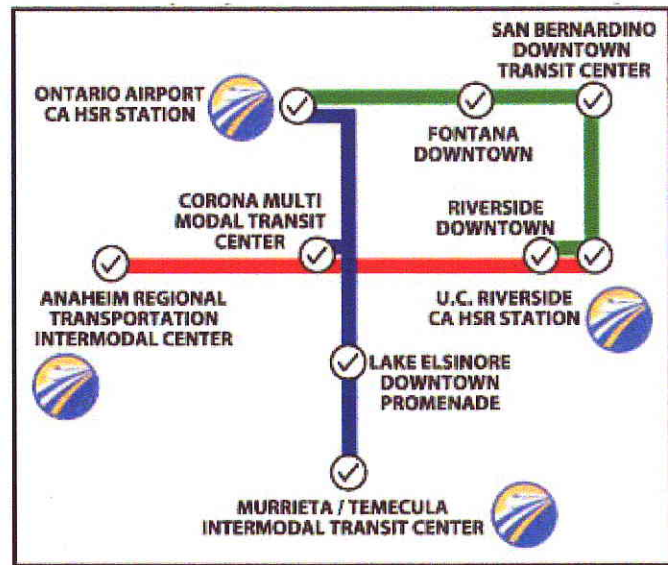 SAN BERNARDINO
DOWNTOWN
TRANSIT CENTER
ONTARIO AIRPORT
CA HSR STATION
FONTANA
DOWNTOWN
CORONA MULTI
MODAL TRANSIT
CENTER
RIVERSIDE
DOWNTOWN
ANAHEIM REGIONAL
TRANSPORTATION
INTERMODAL CENTER
U.C. RIVERSIDE
CA HSR STATION
LAKE ELSINORE
DOWNTOWN
PROMENADE
MURRIETA / TEMECULA
INTERMODAL TRANSIT CENTER